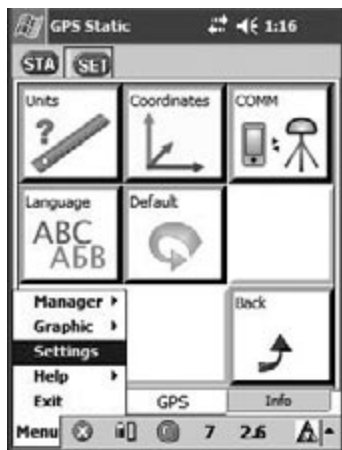 GPS Static 1:16
STA SET
Units Coordinates COMM
?
Language Default
ABC
АБВ
Manager
Graphic
Settings
Help
Exit
Back
GPS Info
Menu 7 2.6